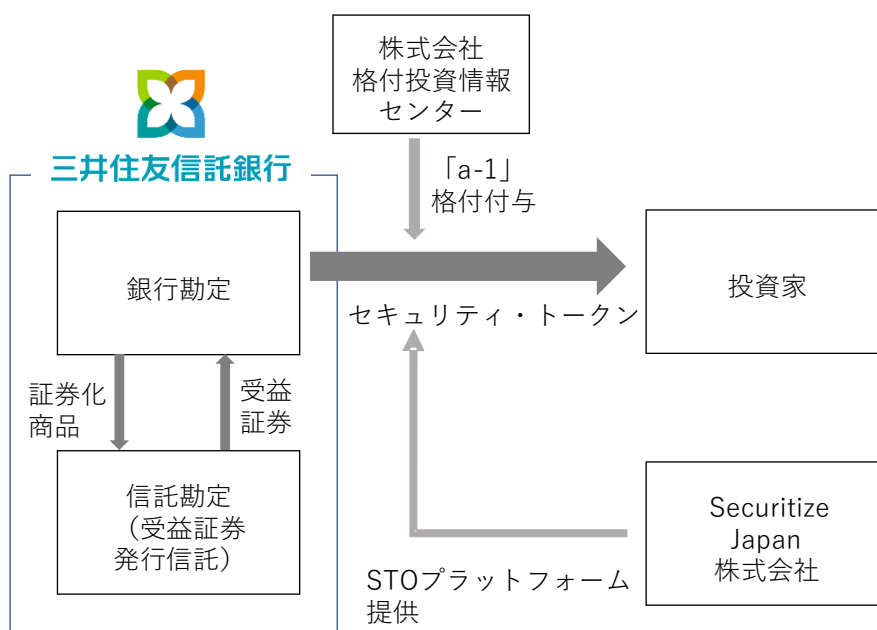 株式会社
格付投資情報
センター
三井住友信託銀行
「a-1」
格付付与
銀行勘定
投資家
セキュリティ・トークン
証券化
商品
受益
証券
信託勘定
（受益証券
発行信託）
Securitize
Japan
株式会社
STOプラットフォーム
提供